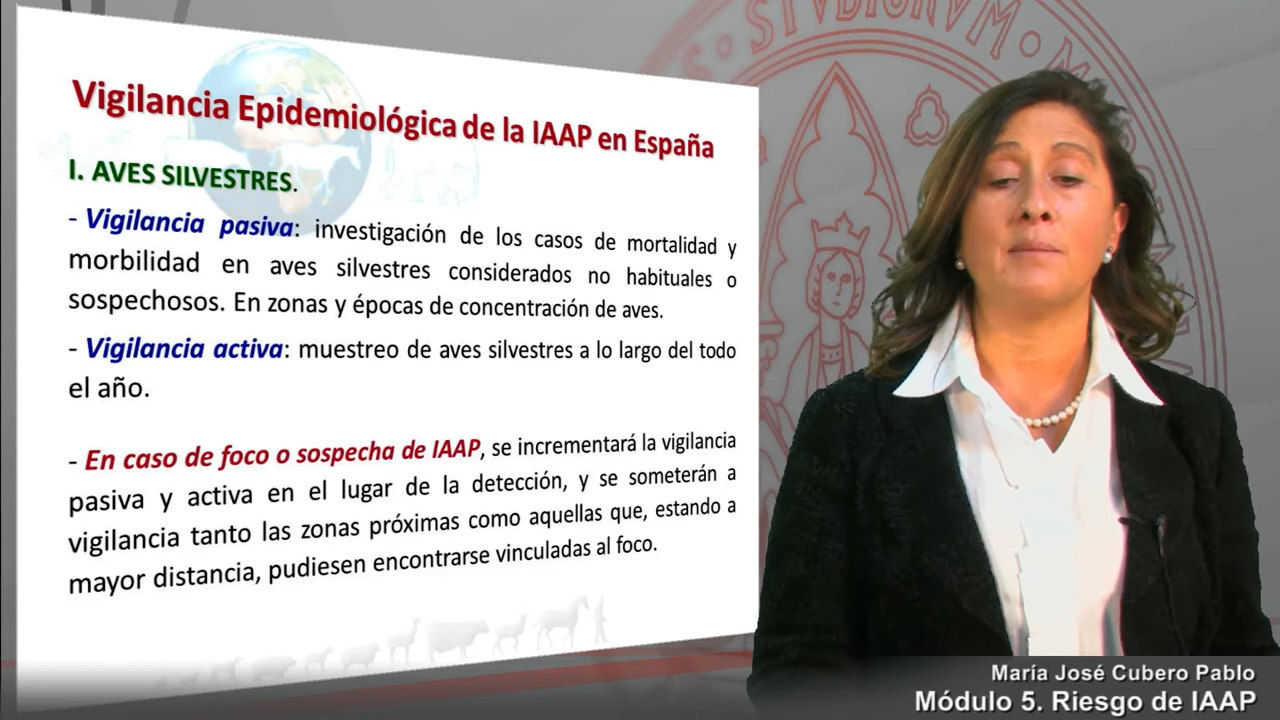 STVDIORVM
Vigilancia Epidemiológica de la IAAP en España
I. AVES SILVESTRES.
- Vigilancia pasiva: investigación de los casos de mortalidad y
morbilidad en aves silvestres considerados no habituales o
sospechosos. En zonas y épocas de concentración de aves.
- Vigilancia activa: muestreo de aves silvestres a lo largo del todo
el año.
- En caso de foco o sospecha de IAAP, se incrementará la vigilancia
pasiva y activa en el lugar de la detección, y se someterán a
vigilancia tanto las zonas próximas como aquellas que, estando a
mayor distancia, pudiesen encontrarse vinculadas al foco.
María José Cubero Pablo
Módulo 5. Riesgo de IAAP